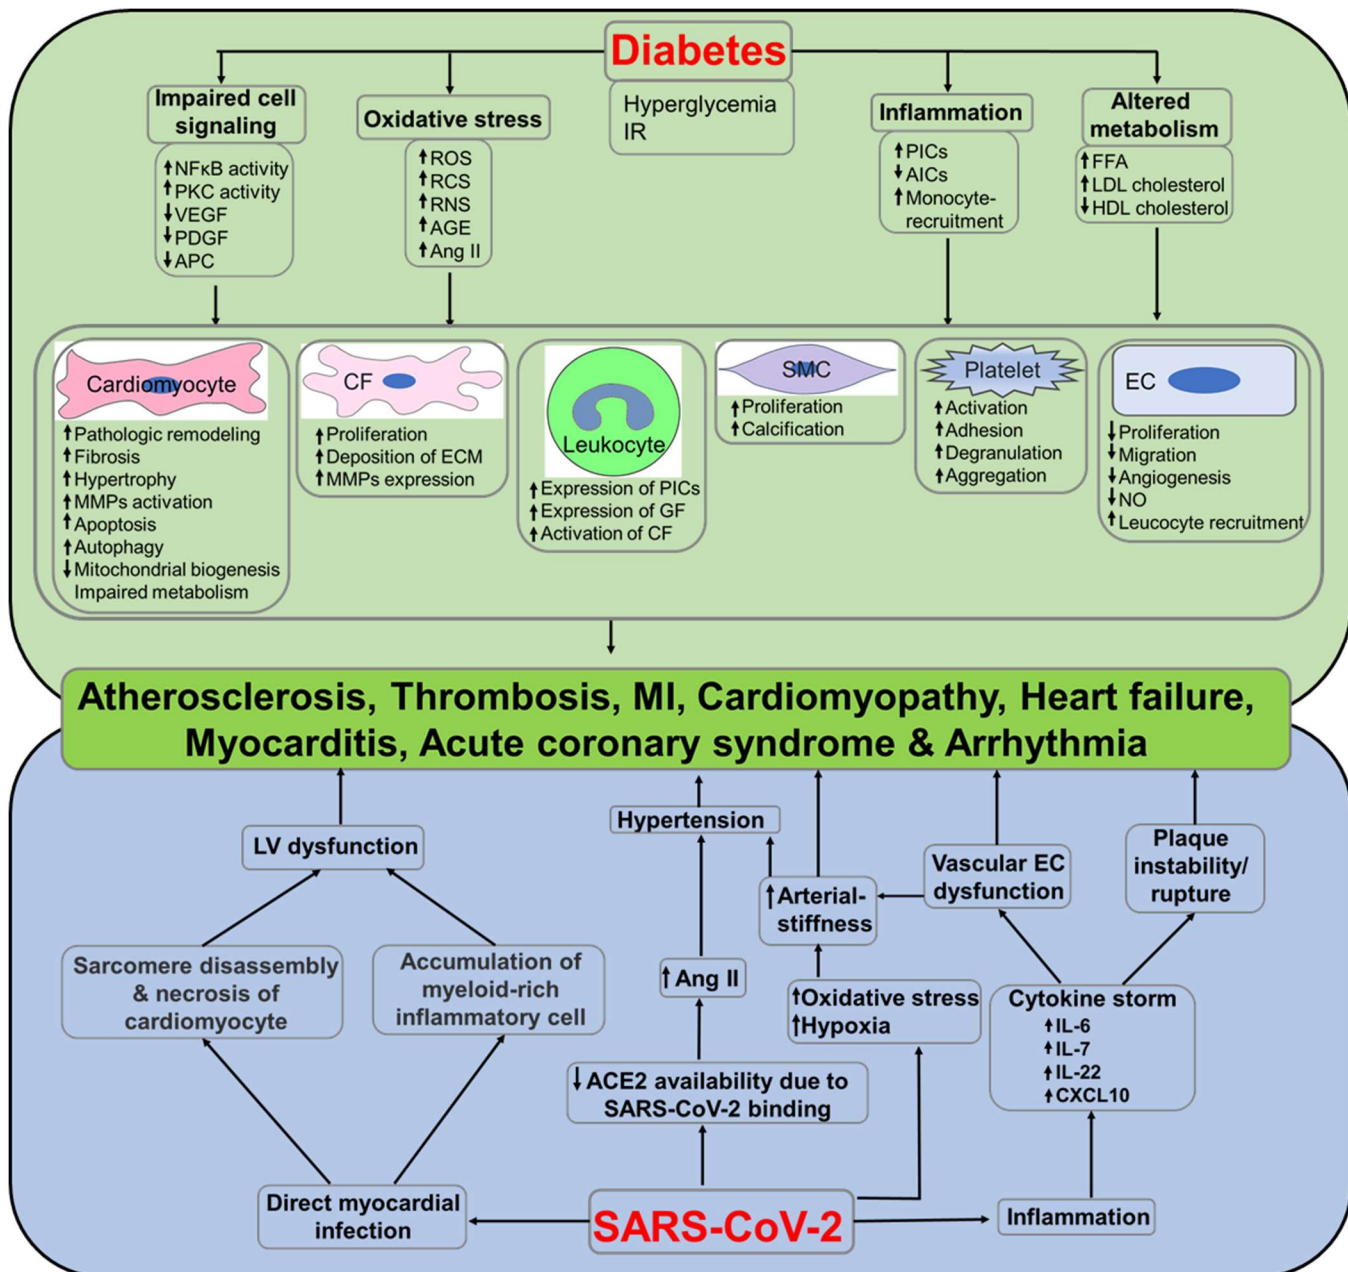 Diabetes
Hyperglycemia
IR
Impaired cell
signaling
↑NFκB activity
↑PKC activity
↓VEGF
↓PDGF
↓APC
Oxidative stress
↑ROS
↑RCS
↑RNS
↑AGE
↑Ang II
Inflammation
↑PICs
↓AICs
↑Monocyte-
recruitment
Altered
metabolism
↑FFA
↑LDL cholesterol
↓HDL cholesterol
Cardiomyocyte
↑Pathologic remodeling
↑Fibrosis
↑Hypertrophy
↑MMPs activation
↑Apoptosis
↑Autophagy
↓Mitochondrial biogenesis
Impaired metabolism
CF
↑Proliferation
↑Deposition of ECM
↑MMPs expression
Leukocyte
↑Expression of PICs
↑Expression of GF
↑Activation of CF
SMC
↑Proliferation
↑Calcification
Platelet
↑Activation
↑Adhesion
↑Degranulation
↑Aggregation
EC
↓Proliferation
↓Migration
↓Angiogenesis
↓NO
↑Leucocyte recruitment
Atherosclerosis, Thrombosis, MI, Cardiomyopathy, Heart failure,
Myocarditis, Acute coronary syndrome & Arrhythmia
LV dysfunction
Hypertension
↑Arterial-
stiffness
Vascular EC
dysfunction
Plaque
instability/
rupture
Sarcomere disassembly
& necrosis of
cardiomyocyte
Accumulation of
myeloid-rich
inflammatory cell
↑Ang II
↑Oxidative stress
↑Hypoxia
Cytokine storm
↑IL-6
↑IL-7
↑IL-22
↑CXCL10
↓ACE2 availability due to
SARS-CoV-2 binding
Direct myocardial
infection
SARS-CoV-2
Inflammation